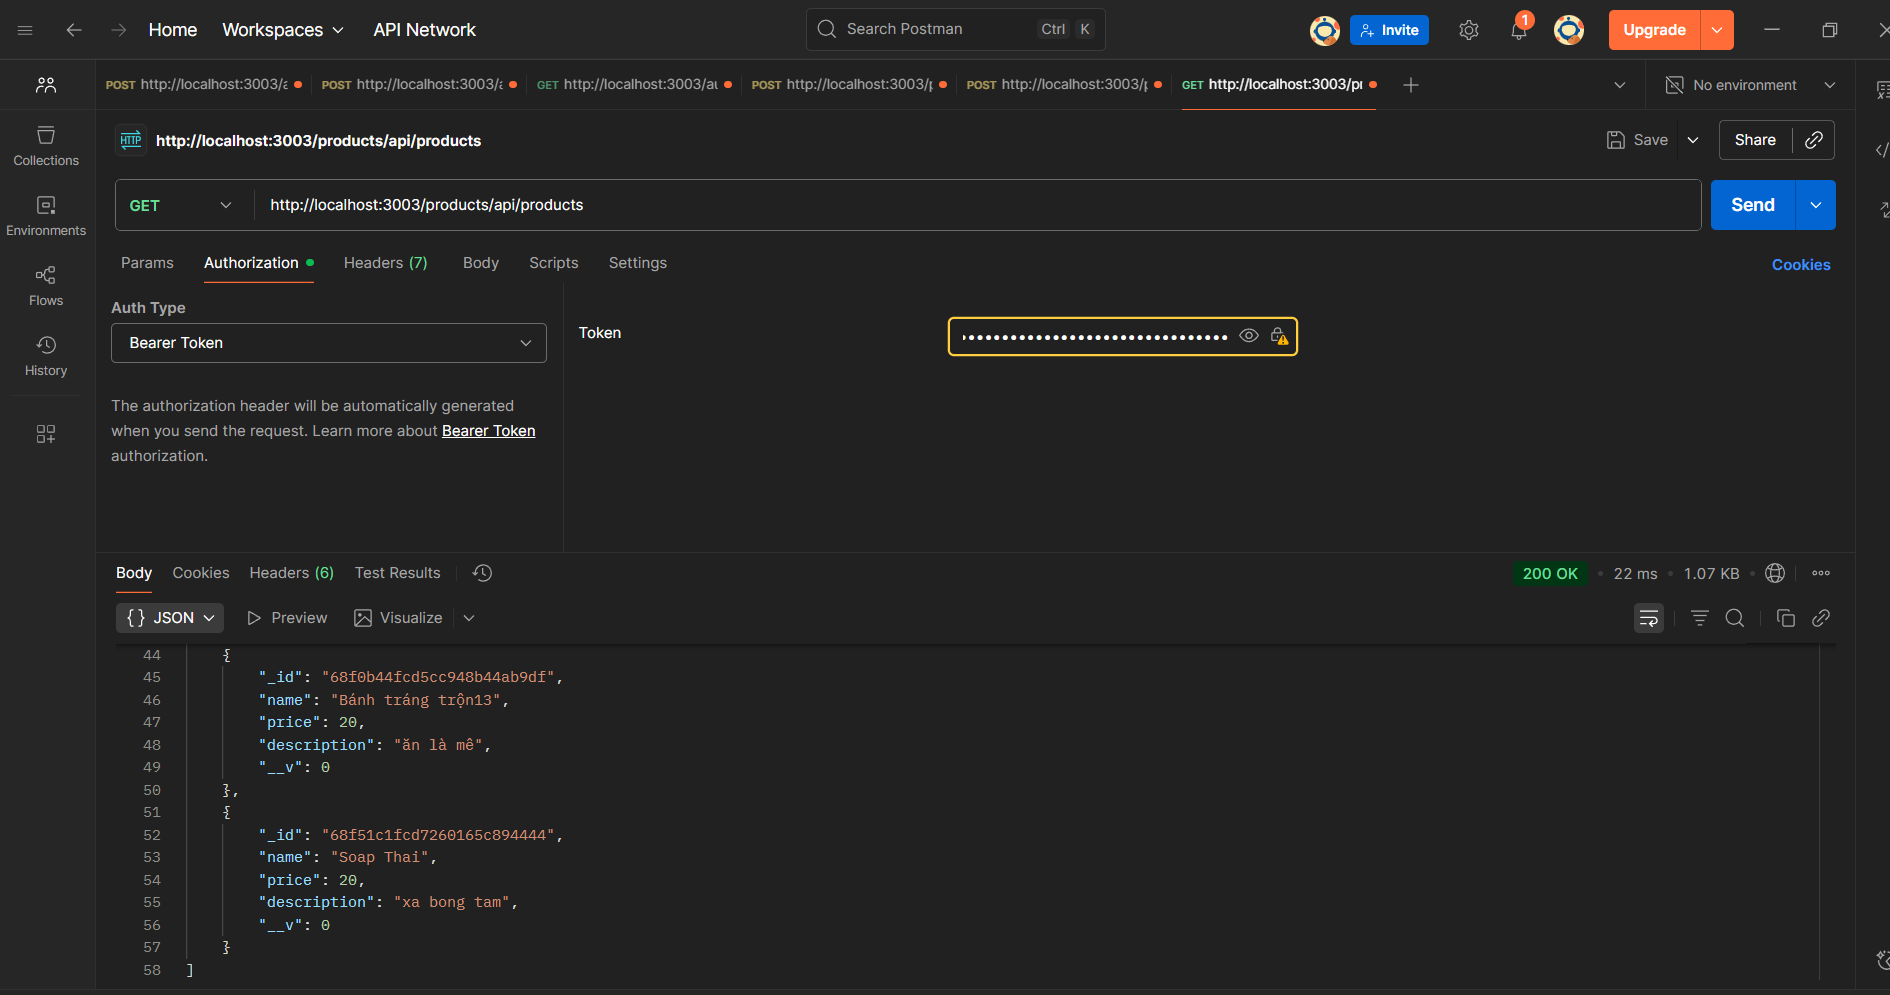 Home Workspaces API Network Search Postman Ctrl K Invite 1 Upgrade
POST http://localhost:3003/a POST http://localhost:3003/a GET http://localhost:3003/au POST http://localhost:3003/p POST http://localhost:3003/p GET http://localhost:3003/pr No environment
HTTP http://localhost:3003/products/api/products Save Share
Collections
GET http://localhost:3003/products/api/products Send
Environments
Params Authorization Headers (7) Body Scripts Settings Cookies
Flows
Auth Type
Bearer Token
Token
History
The authorization header will be automatically generated
when you send the request. Learn more about Bearer Token
authorization.
Body Cookies Headers (6) Test Results 200 OK 22 ms 1.07 KB
{} JSON Preview Visualize
44 {
45 "_id": "68f0b44fcd5cc948b44ab9df",
46 "name": "Bánh tráng trộn13",
47 "price": 20,
48 "description": "ăn là mê",
49 "__v": 0
50 },
51 {
52 "_id": "68f51c1fcd7260165c894444",
53 "name": "Soap Thai",
54 "price": 20,
55 "description": "xa bong tam",
56 "__v": 0
57 }
58 ]